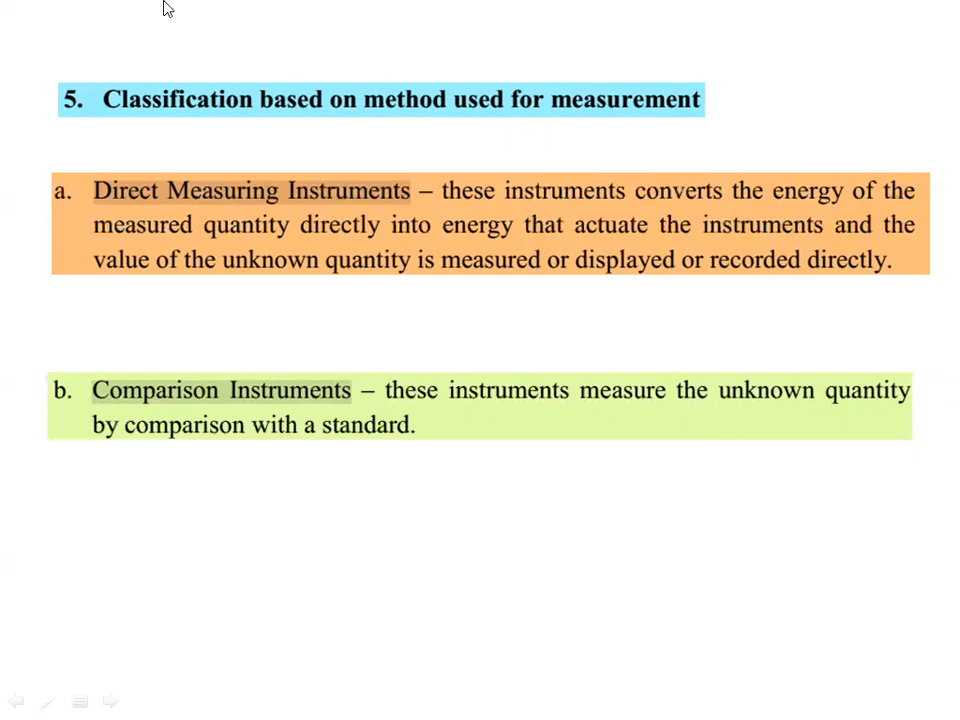 5. Classification based on method used for measurement
a. Direct Measuring Instruments – these instruments converts the energy of the
measured quantity directly into energy that actuate the instruments and the
value of the unknown quantity is measured or displayed or recorded directly.
b. Comparison Instruments – these instruments measure the unknown quantity
by comparison with a standard.